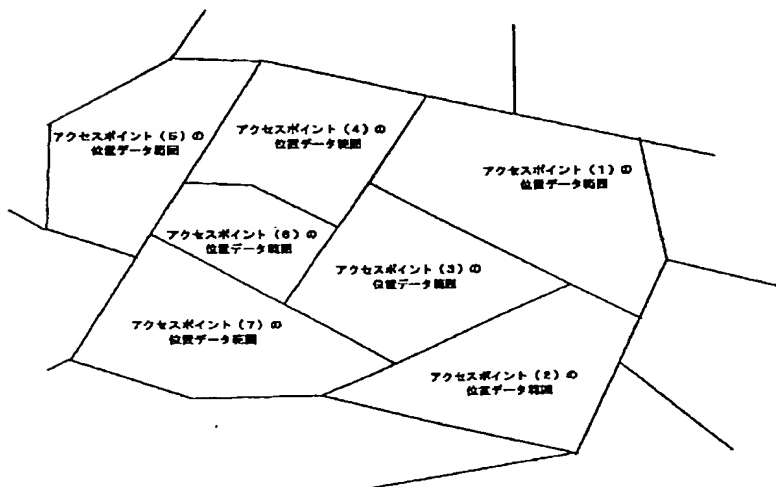 アクセスポイント（5）の
位置データ範囲
アクセスポイント（4）の
位置データ範囲
アクセスポイント（1）の
位置データ範囲
アクセスポイント（6）の
位置データ範囲
アクセスポイント（3）の
位置データ範囲
アクセスポイント（7）の
位置データ範囲
アクセスポイント（2）の
位置データ範囲